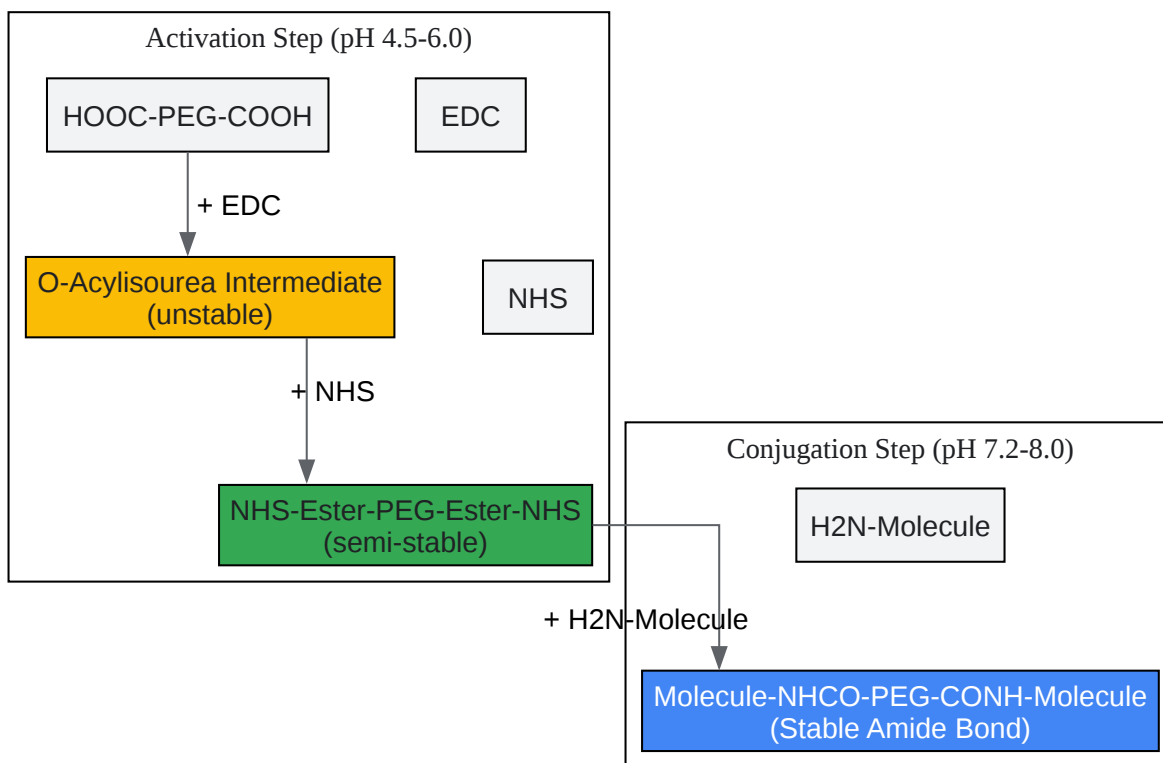 Activation Step (pH 4.5-6.0)
HOOC-PEG-COOH
EDC
+ EDC
O-Acylisourea Intermediate
(unstable)
NHS
+ NHS
NHS-Ester-PEG-Ester-NHS
(semi-stable)
Conjugation Step (pH 7.2-8.0)
H2N-Molecule
+ H2N-Molecule
Molecule-NHCO-PEG-CONH-Molecule
(Stable Amide Bond)